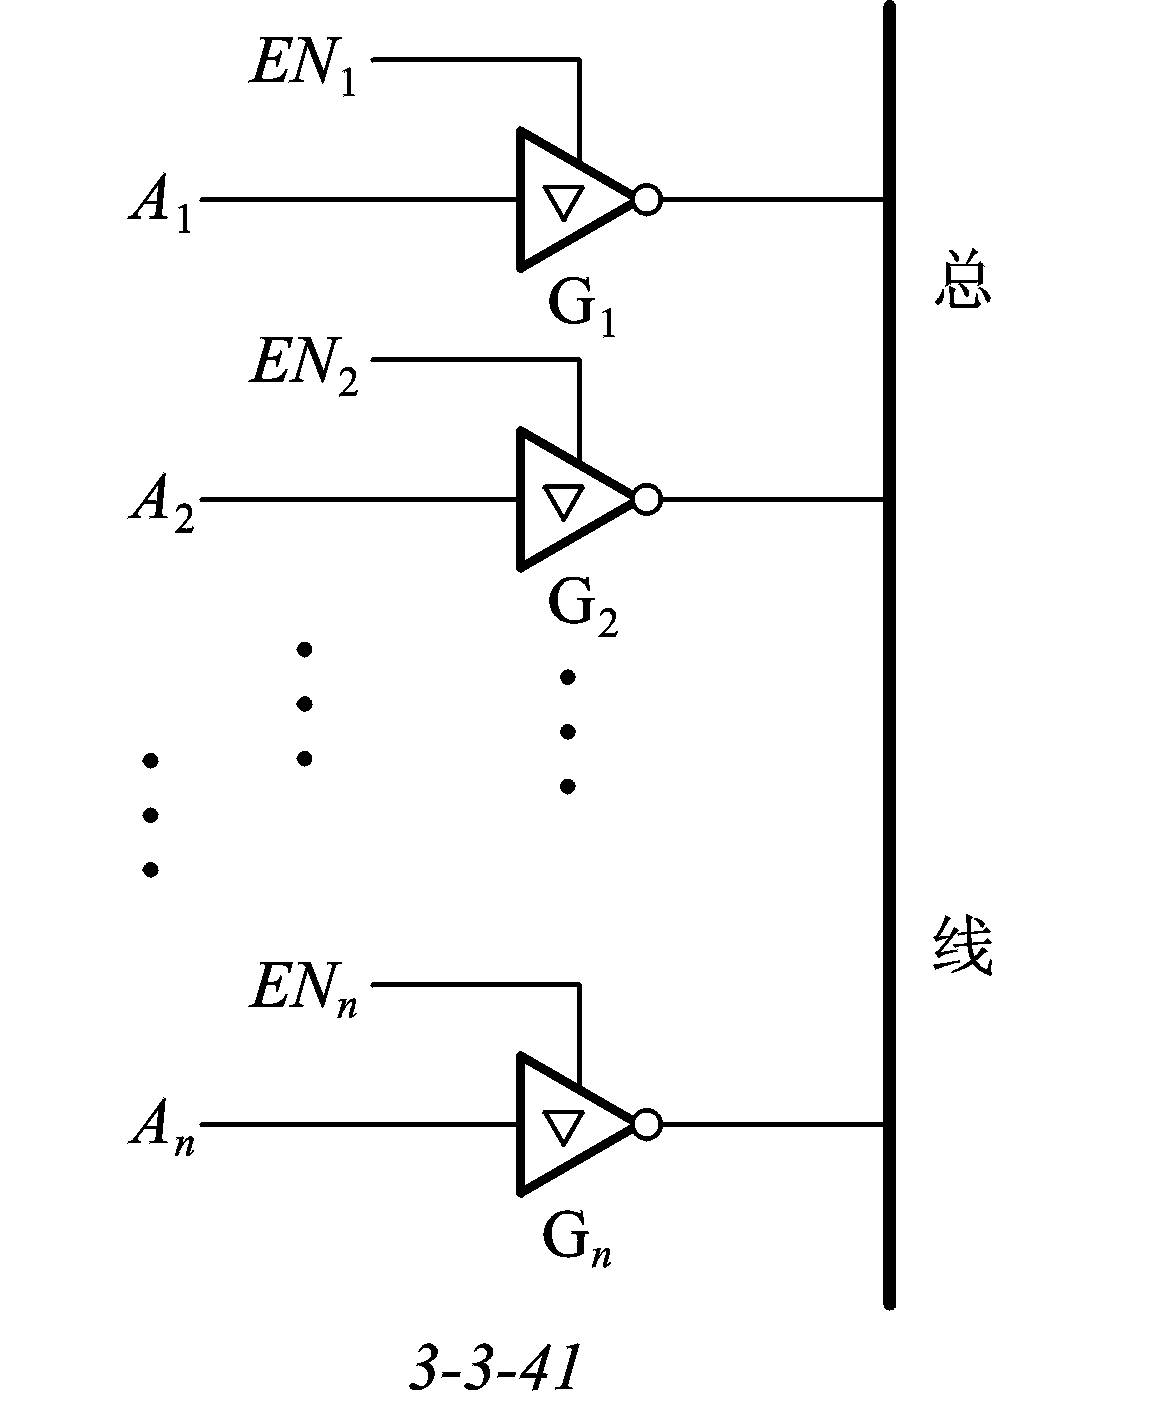 EN₁
A₁
G₁
总
EN₂
A₂
G₂
线
ENₙ
Aₙ
Gₙ
3-3-41